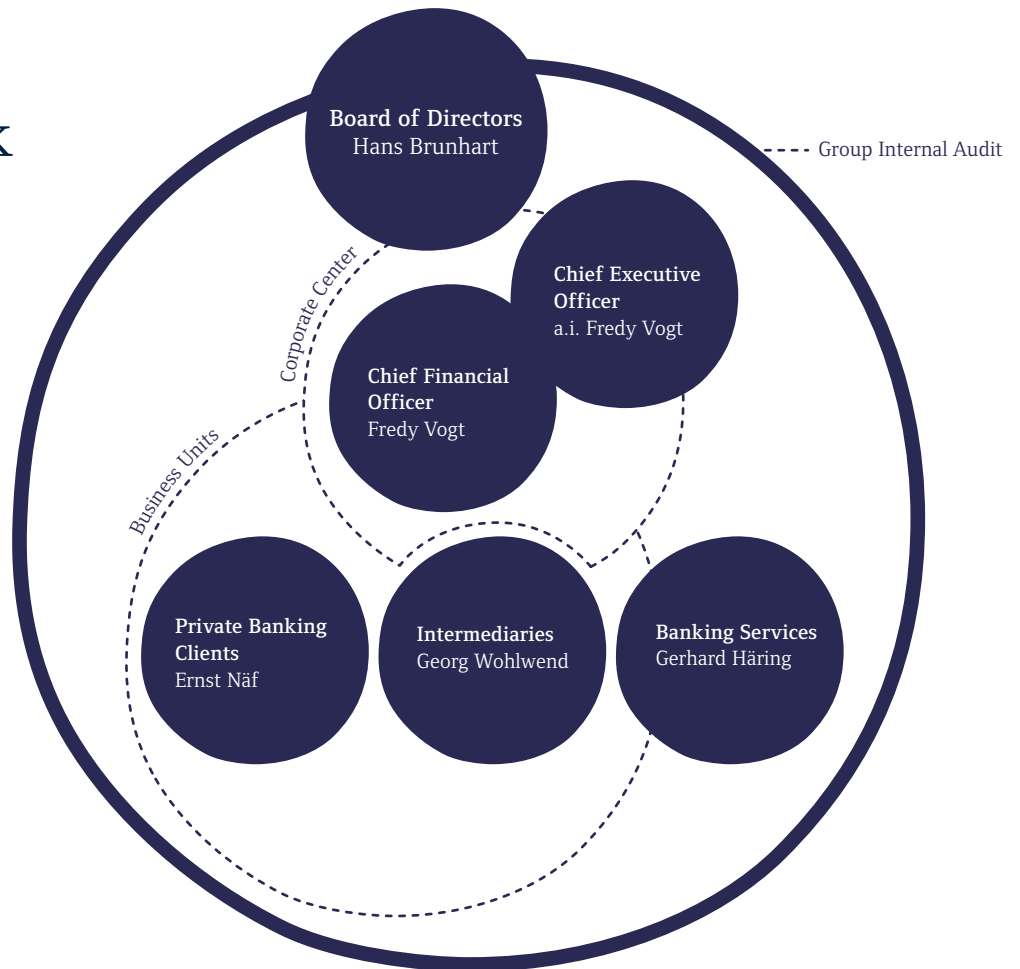 k
Board of Directors
Hans Brunhart
Group Internal Audit
Corporate Center
Chief Executive
Officer
a.i. Fredy Vogt
Chief Financial
Officer
Fredy Vogt
Business Units
Private Banking
Clients
Ernst Näf
Intermediaries
Georg Wohlwend
Banking Services
Gerhard Häring